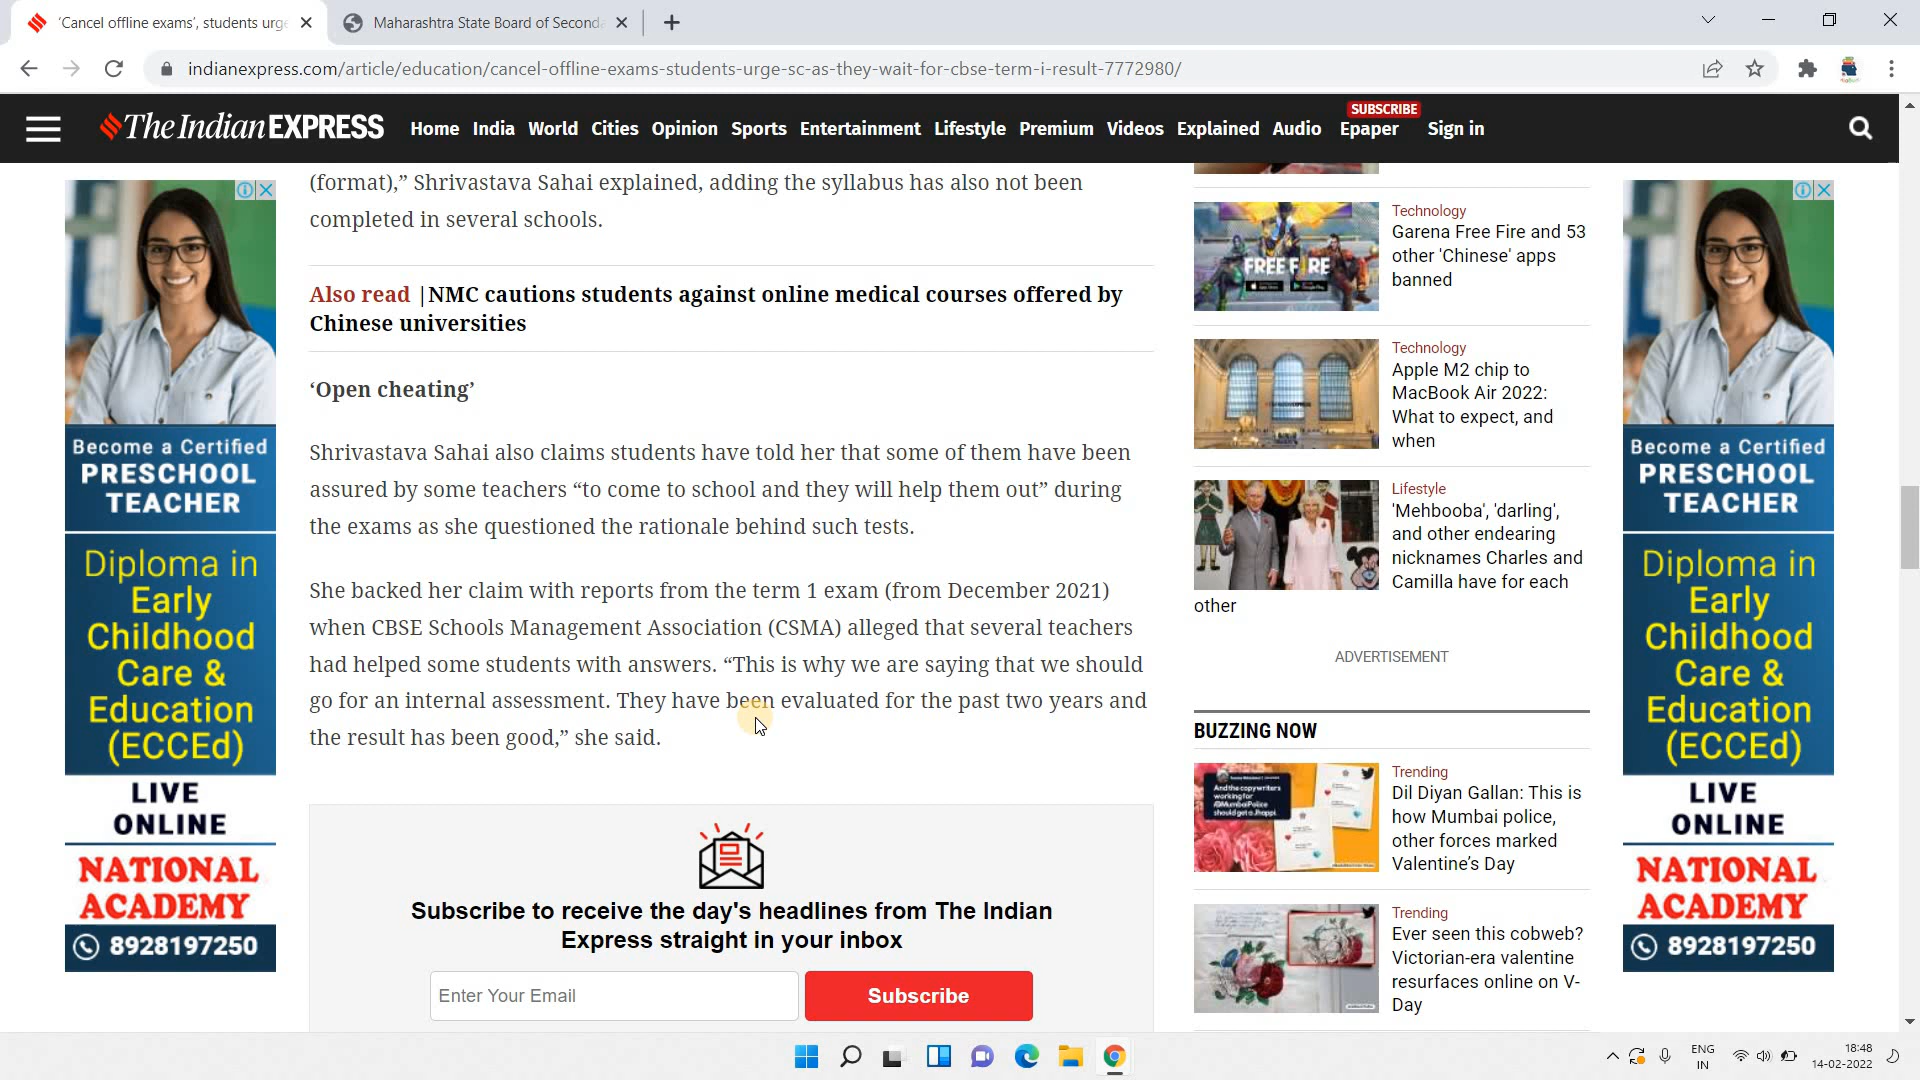 'Cancel offline exams', students urge
Maharashtra State Board of Seconda
indianexpress.com/article/education/cancel-offline-exams-students-urge-sc-as-they-wait-for-cbse-term-i-result-7772980/
The Indian EXPRESS
Home India World Cities Opinion Sports Entertainment Lifestyle Premium Videos Explained Audio Epaper Sign in
SUBSCRIBE
(format),” Shrivastava Sahai explained, adding the syllabus has also not been
completed in several schools.
Also read |NMC cautions students against online medical courses offered by
Chinese universities
‘Open cheating’
Shrivastava Sahai also claims students have told her that some of them have been
assured by some teachers “to come to school and they will help them out” during
the exams as she questioned the rationale behind such tests.
She backed her claim with reports from the term 1 exam (from December 2021)
when CBSE Schools Management Association (CSMA) alleged that several teachers
had helped some students with answers. “This is why we are saying that we should
go for an internal assessment. They have been evaluated for the past two years and
the result has been good,” she said.
Subscribe to receive the day's headlines from The Indian
Express straight in your inbox
Enter Your Email
Subscribe
Become a Certified
PRESCHOOL
TEACHER
Diploma in
Early
Childhood
Care &
Education
(ECCEd)
LIVE
ONLINE
NATIONAL
ACADEMY
8928197250
FREE FIRE
Technology
Garena Free Fire and 53
other 'Chinese' apps
banned
Technology
Apple M2 chip to
MacBook Air 2022:
What to expect, and
when
Lifestyle
'Mehbooba', 'darling',
and other endearing
nicknames Charles and
Camilla have for each
other
ADVERTISEMENT
BUZZING NOW
And the copywriters
working for
@MumbaiPolice
should get a Jhappi.
Trending
Dil Diyan Gallan: This is
how Mumbai police,
other forces marked
Valentine’s Day
Trending
Ever seen this cobweb?
Victorian-era valentine
resurfaces online on V-
Day
Become a Certified
PRESCHOOL
TEACHER
Diploma in
Early
Childhood
Care &
Education
(ECCEd)
LIVE
ONLINE
NATIONAL
ACADEMY
8928197250
ENG
IN
18:48
14-02-2022